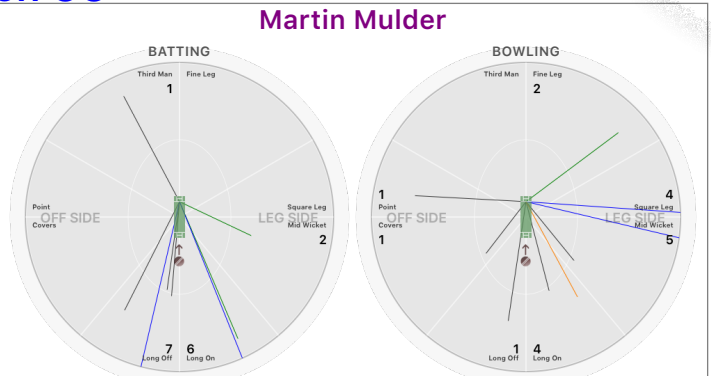 Martin Mulder
BATTING
Third Man
Fine Leg
1
Point
OFF SIDE
Covers
Square Leg
LEG SIDE
Mid Wicket
2
7
6
Long Off
Long On
BOWLING
Third Man
Fine Leg
2
1
Point
OFF SIDE
Covers
1
4
Square Leg
LEG SIDE
Mid Wicket
5
1
4
Long Off
Long On